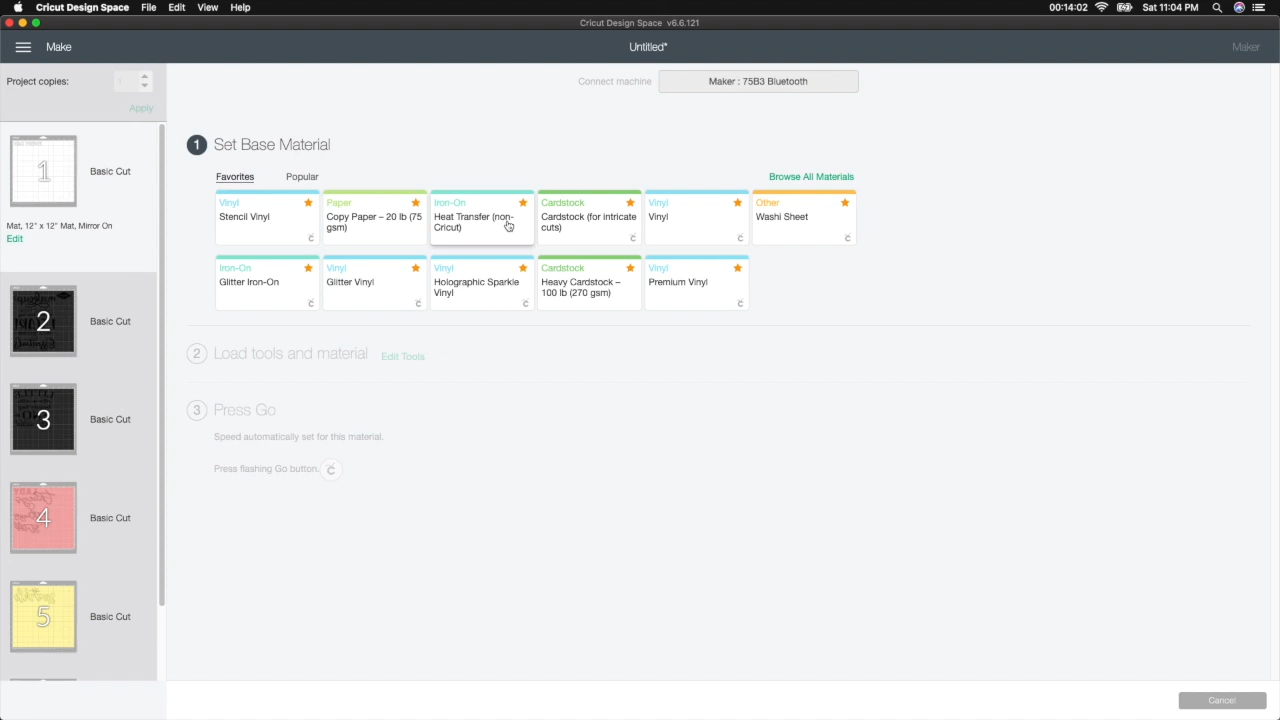 Cricut Design Space File Edit View Help 00:14:02 Sat 11:04 PM
Cricut Design Space v6.6.121
Make Untitled* Maker
Project copies: 1
Apply
Connect machine Maker : 75B3 Bluetooth
1 Basic Cut
Mat, 12" x 12" Mat, Mirror On
Edit
2 Basic Cut
3 Basic Cut
4 Basic Cut
5 Basic Cut
1 Set Base Material
Favorites Popular Browse All Materials
Vinyl
Stencil Vinyl
Paper
Copy Paper – 20 lb (75
gsm)
Iron-On
Heat Transfer (non-
Cricut)
Cardstock
Cardstock (for intricate
cuts)
Vinyl
Vinyl
Other
Washi Sheet
Iron-On
Glitter Iron-On
Vinyl
Glitter Vinyl
Vinyl
Holographic Sparkle
Vinyl
Cardstock
Heavy Cardstock –
100 lb (270 gsm)
Vinyl
Premium Vinyl
2 Load tools and material Edit Tools
3 Press Go
Speed automatically set for this material.
Press flashing Go button.
Cancel